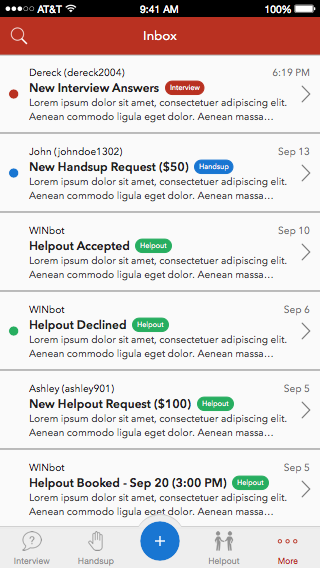 AT&T 9:41 AM 100%
Inbox
Dereck (dereck2004) 6:19 PM
New Interview Answers Interview
Lorem ipsum dolor sit amet, consectetuer adipiscing elit.
Aenean commodo ligula eget dolor. Aenean massa…
John (johndoe1302) Sep 13
New Handsup Request ($50) Handsup
Lorem ipsum dolor sit amet, consectetuer adipiscing elit.
Aenean commodo ligula eget dolor. Aenean massa…
WINbot Sep 10
Helpout Accepted Helpout
Lorem ipsum dolor sit amet, consectetuer adipiscing elit.
Aenean commodo ligula eget dolor. Aenean massa…
WINbot Sep 6
Helpout Declined Helpout
Lorem ipsum dolor sit amet, consectetuer adipiscing elit.
Aenean commodo ligula eget dolor. Aenean massa…
Ashley (ashley901) Sep 5
New Helpout Request ($100) Helpout
Lorem ipsum dolor sit amet, consectetuer adipiscing elit.
Aenean commodo ligula eget dolor. Aenean massa…
WINbot Sep 5
Helpout Booked - Sep 20 (3:00 PM) Helpout
Lorem ipsum dolor sit amet, consectetuer adipiscing elit.
Aenean commodo ligula eget dolor. Aenean massa…
Interview Handsup + Helpout More